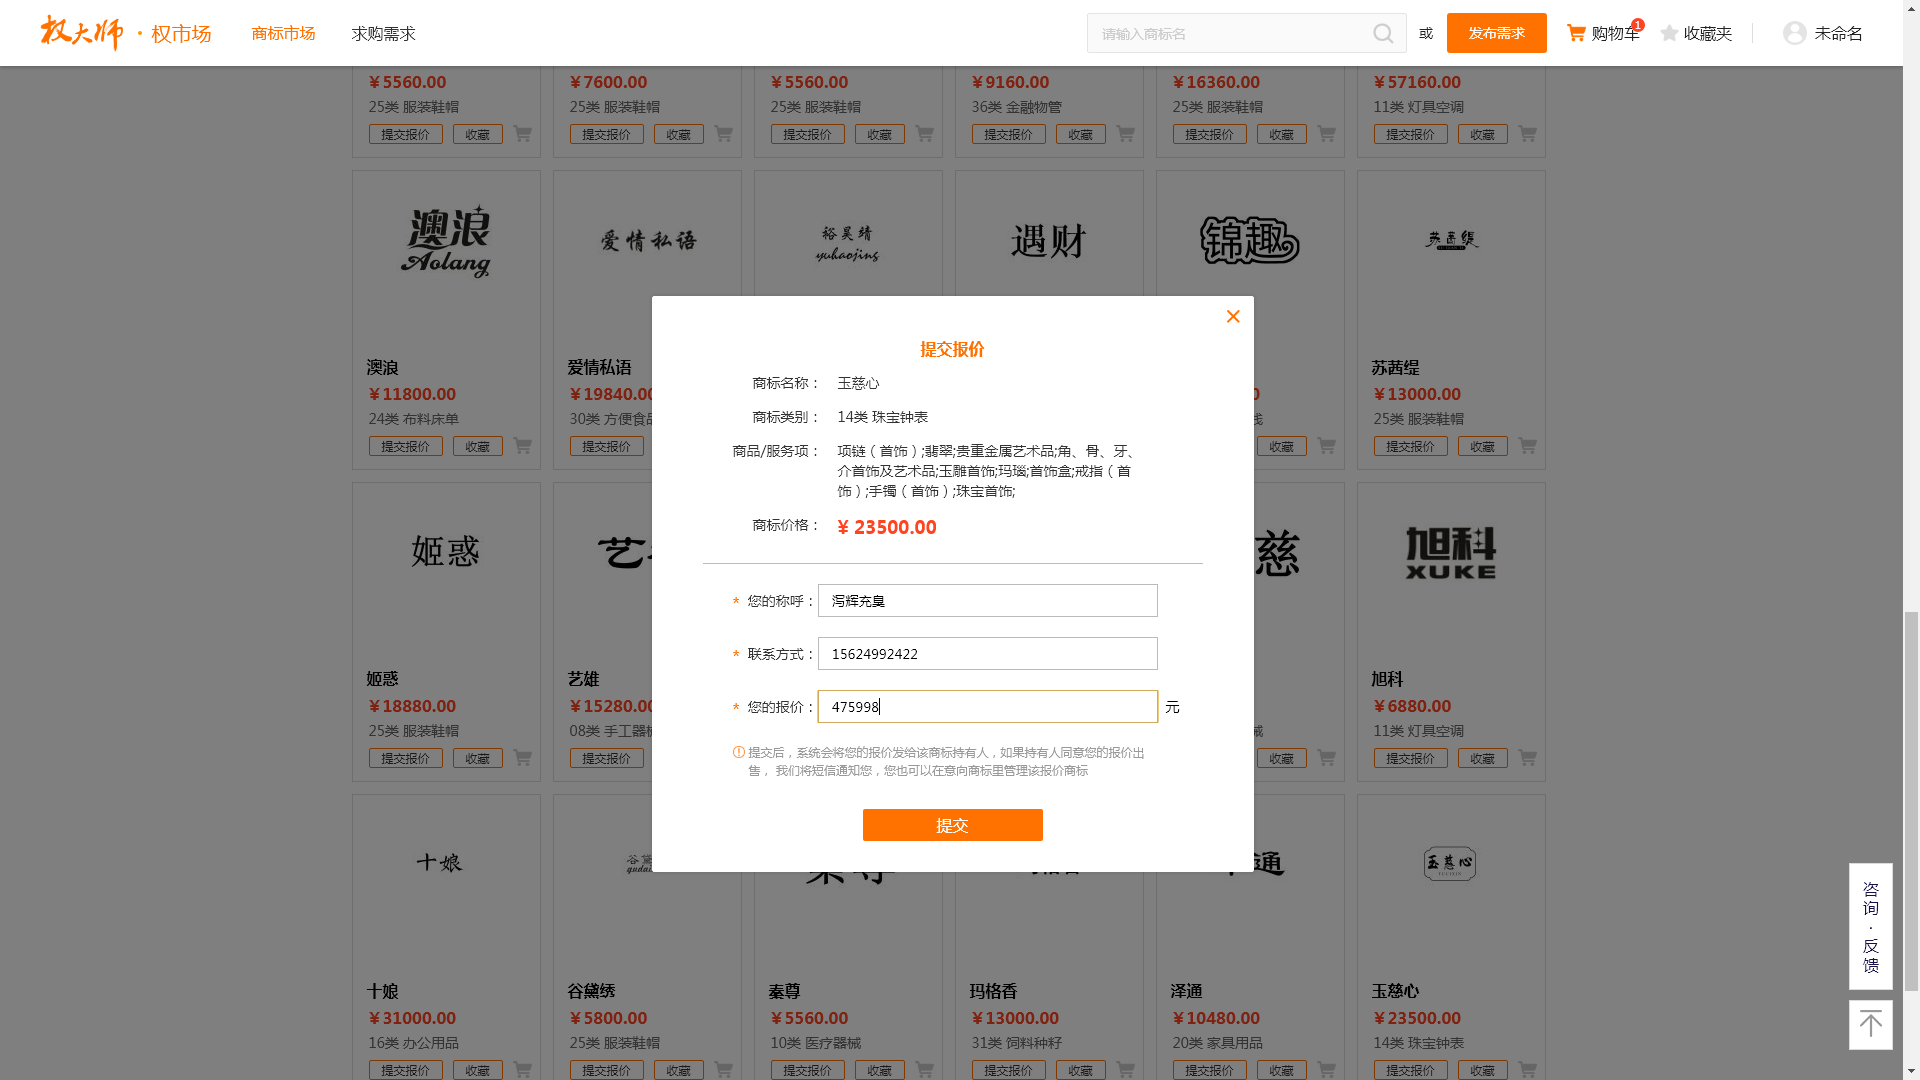 权大师 · 权市场 商标市场 求购需求 请输入商标名 或 发布需求 购物车 1 收藏夹 未命名
¥5560.00 ¥7600.00 ¥5560.00 ¥9160.00 ¥16360.00 ¥57160.00
25类 服装鞋帽 25类 服装鞋帽 25类 服装鞋帽 36类 金融物管 25类 服装鞋帽 11类 灯具空调
提交报价 收藏 提交报价 收藏 提交报价 收藏 提交报价 收藏 提交报价 收藏 提交报价 收藏
澳浪 爱情私语 裕昊靖 遇财 锦趣 苏茜缇
Aolang yuhaojing
澳浪 爱情私语 苏茜缇
¥11800.00 ¥19840.00 ¥13000.00
24类 布料床单 30类 方便食品 25类 服装鞋帽
提交报价 收藏 提交报价 收藏 提交报价 收藏
姬惑 艺 慈 旭科
XUKE
姬惑 艺雄 旭科
¥18880.00 ¥15280.00 ¥6880.00
25类 服装鞋帽 08类 手工器械 11类 灯具空调
提交报价 收藏 提交报价 收藏 提交报价 收藏
提交报价
商标名称： 玉慈心
商标类别： 14类 珠宝钟表
商品/服务项： 项链（首饰）;翡翠;贵重金属艺术品;角、骨、牙、
介首饰及艺术品;玉雕首饰;玛瑙;首饰盒;戒指（首
饰）;手镯（首饰）;珠宝首饰;
商标价格： ¥ 23500.00
* 您的称呼： 泻辉充臭
* 联系方式： 15624992422
* 您的报价： 475998 元
提交后，系统会将您的报价发给该商标持有人，如果持有人同意您的报价出
售， 我们将短信通知您，您也可以在意向商标里管理该报价商标
提交
十娘 通 玉慈心
十娘 谷黛绣 秦尊 玛格香 泽通 玉慈心
¥31000.00 ¥5800.00 ¥5560.00 ¥13000.00 ¥10480.00 ¥23500.00
16类 办公用品 25类 服装鞋帽 10类 医疗器械 31类 饲料种籽 20类 家具用品 14类 珠宝钟表
提交报价 收藏 提交报价 收藏 提交报价 收藏 提交报价 收藏 提交报价 收藏 提交报价 收藏
咨
询
·
反
馈